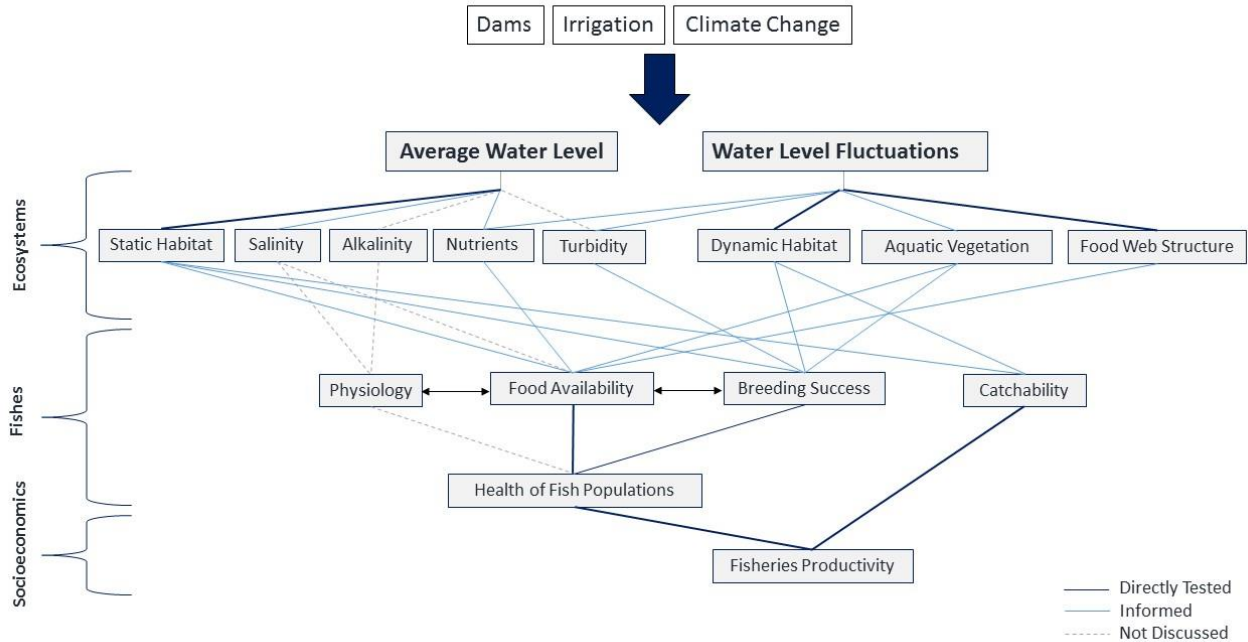 Dams
Irrigation
Climate Change
Average Water Level
Water Level Fluctuations
Ecosystems
Static Habitat
Salinity
Alkalinity
Nutrients
Turbidity
Dynamic Habitat
Aquatic Vegetation
Food Web Structure
Fishes
Physiology
Food Availability
Breeding Success
Catchability
Health of Fish Populations
Socioeconomics
Fisheries Productivity
Directly Tested
Informed
Not Discussed